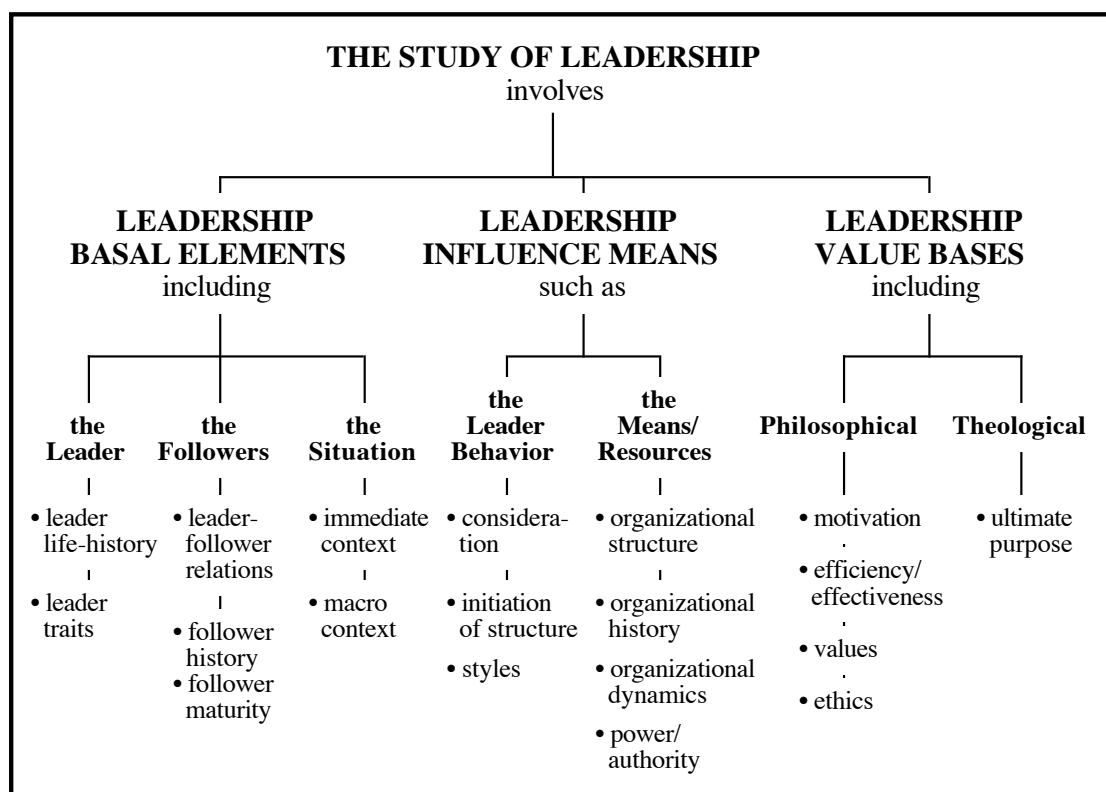 THE STUDY OF LEADERSHIP
involves
LEADERSHIP
BASAL ELEMENTS
including
LEADERSHIP
INFLUENCE MEANS
such as
LEADERSHIP
VALUE BASES
including
the
Leader
• leader
life-history
• leader
traits
the
Followers
• leader-
follower
relations
• follower
history
• follower
maturity
the
Situation
• immediate
context
• macro
context
the
Leader
Behavior
• considera-
tion
• initiation
of structure
• styles
the
Means/
Resources
• organizational
structure
• organizational
history
• organizational
dynamics
• power/
authority
Philosophical
• motivation
• efficiency/
effectiveness
• values
• ethics
Theological
• ultimate
purpose